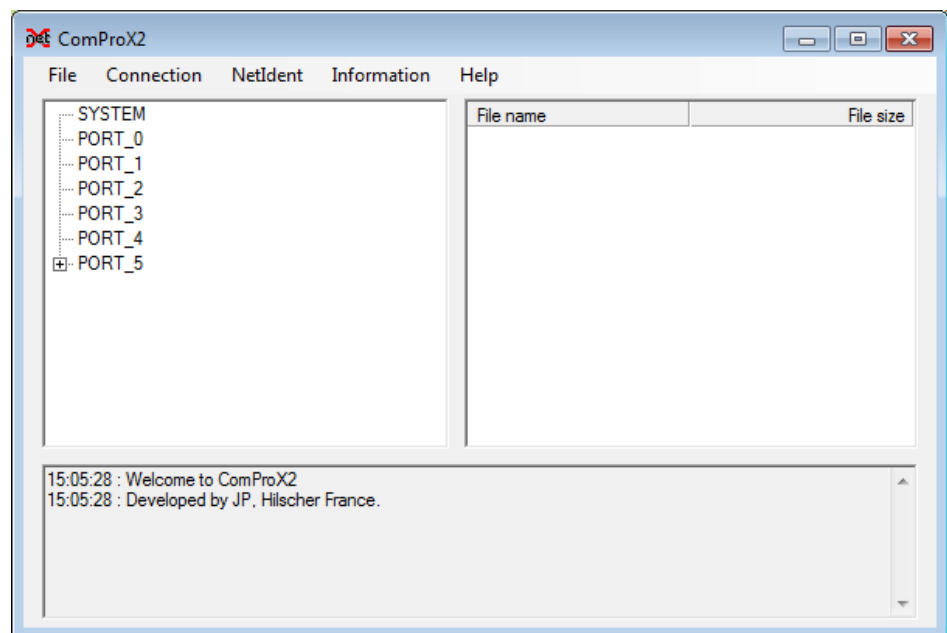 net ComProX2
File Connection NetIdent Information Help
SYSTEM
PORT_0
PORT_1
PORT_2
PORT_3
PORT_4
PORT_5
File name File size
15:05:28 : Welcome to ComProX2
15:05:28 : Developed by JP, Hilscher France.